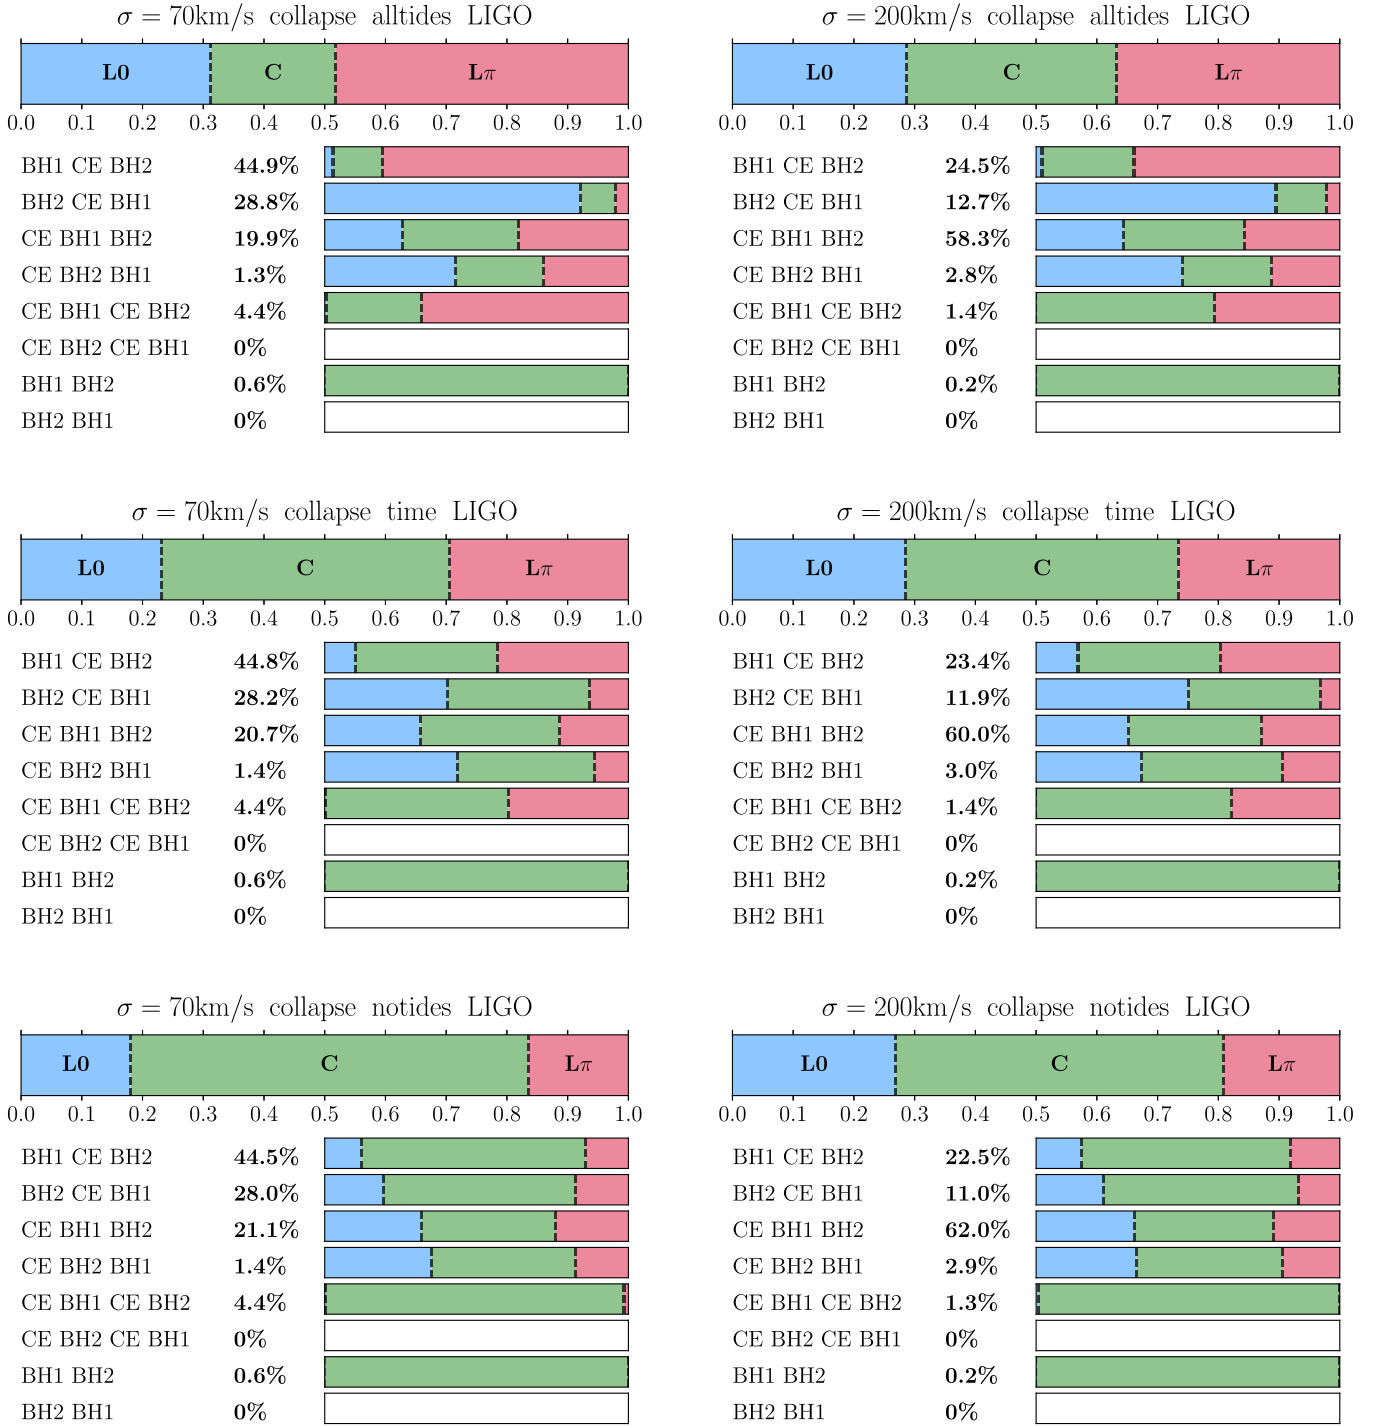 σ = 70km/s collapse alltides LIGO
L0 C Lπ
0.0 0.1 0.2 0.3 0.4 0.5 0.6 0.7 0.8 0.9 1.0
BH1 CE BH2 44.9%
BH2 CE BH1 28.8%
CE BH1 BH2 19.9%
CE BH2 BH1 1.3%
CE BH1 CE BH2 4.4%
CE BH2 CE BH1 0%
BH1 BH2 0.6%
BH2 BH1 0%
σ = 200km/s collapse alltides LIGO
L0 C Lπ
0.0 0.1 0.2 0.3 0.4 0.5 0.6 0.7 0.8 0.9 1.0
BH1 CE BH2 24.5%
BH2 CE BH1 12.7%
CE BH1 BH2 58.3%
CE BH2 BH1 2.8%
CE BH1 CE BH2 1.4%
CE BH2 CE BH1 0%
BH1 BH2 0.2%
BH2 BH1 0%
σ = 70km/s collapse time LIGO
L0 C Lπ
0.0 0.1 0.2 0.3 0.4 0.5 0.6 0.7 0.8 0.9 1.0
BH1 CE BH2 44.8%
BH2 CE BH1 28.2%
CE BH1 BH2 20.7%
CE BH2 BH1 1.4%
CE BH1 CE BH2 4.4%
CE BH2 CE BH1 0%
BH1 BH2 0.6%
BH2 BH1 0%
σ = 200km/s collapse time LIGO
L0 C Lπ
0.0 0.1 0.2 0.3 0.4 0.5 0.6 0.7 0.8 0.9 1.0
BH1 CE BH2 23.4%
BH2 CE BH1 11.9%
CE BH1 BH2 60.0%
CE BH2 BH1 3.0%
CE BH1 CE BH2 1.4%
CE BH2 CE BH1 0%
BH1 BH2 0.2%
BH2 BH1 0%
σ = 70km/s collapse notides LIGO
L0 C Lπ
0.0 0.1 0.2 0.3 0.4 0.5 0.6 0.7 0.8 0.9 1.0
BH1 CE BH2 44.5%
BH2 CE BH1 28.0%
CE BH1 BH2 21.1%
CE BH2 BH1 1.4%
CE BH1 CE BH2 4.4%
CE BH2 CE BH1 0%
BH1 BH2 0.6%
BH2 BH1 0%
σ = 200km/s collapse notides LIGO
L0 C Lπ
0.0 0.1 0.2 0.3 0.4 0.5 0.6 0.7 0.8 0.9 1.0
BH1 CE BH2 22.5%
BH2 CE BH1 11.0%
CE BH1 BH2 62.0%
CE BH2 BH1 2.9%
CE BH1 CE BH2 1.3%
CE BH2 CE BH1 0%
BH1 BH2 0.2%
BH2 BH1 0%